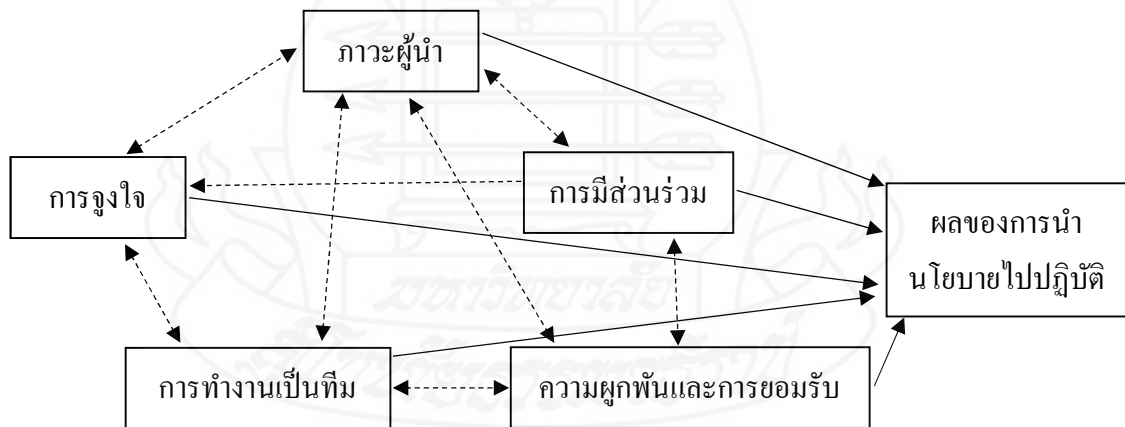 ภาวะผู้นำ
การจูงใจ
การมีส่วนร่วม
ผลของการนำ
นโยบายไปปฏิบัติ
การทำงานเป็นทีม
ความผูกพันและการยอมรับ